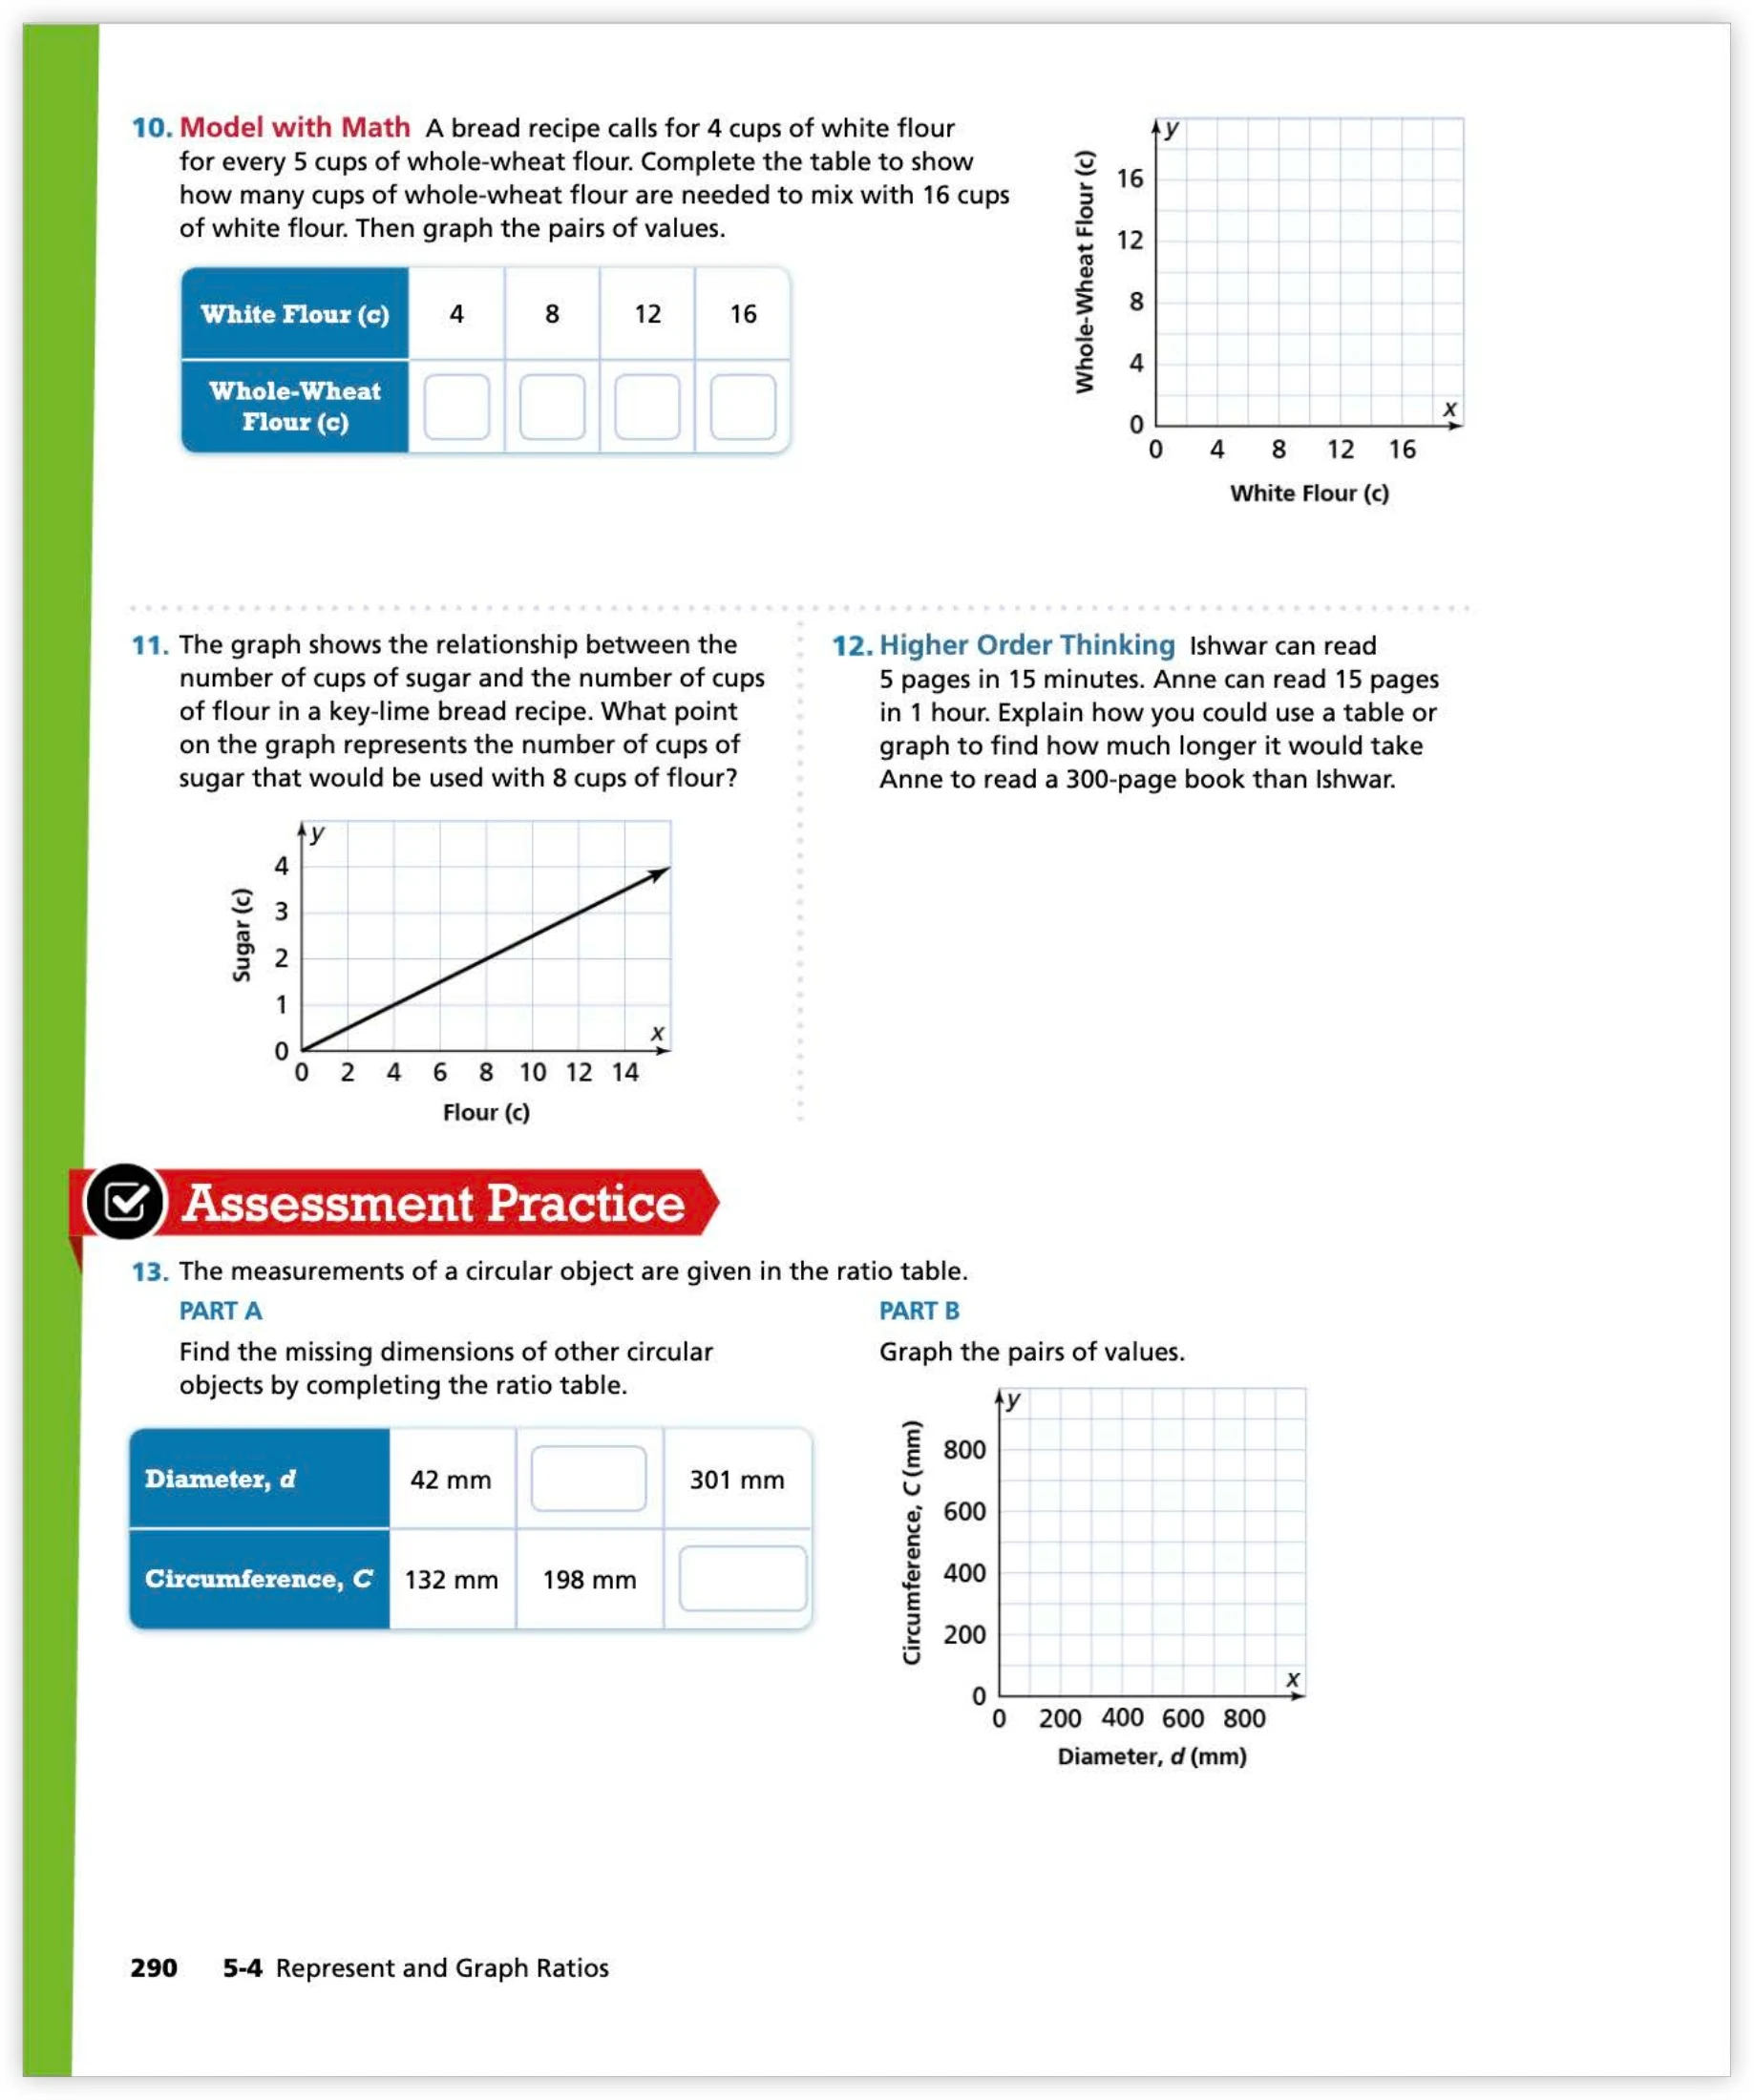 10. Model with Math A bread recipe calls for 4 cups of white flour
for every 5 cups of whole-wheat flour. Complete the table to show
how many cups of whole-wheat flour are needed to mix with 16 cups
of white flour. Then graph the pairs of values.
White Flour (c) 4 8 12 16
Whole-Wheat
Flour (c)
y
Whole-Wheat Flour (c)
16
12
8
4
0
x
0 4 8 12 16
White Flour (c)
11. The graph shows the relationship between the
number of cups of sugar and the number of cups
of flour in a key-lime bread recipe. What point
on the graph represents the number of cups of
sugar that would be used with 8 cups of flour?
y
Sugar (c)
4
3
2
1
0
x
0 2 4 6 8 10 12 14
Flour (c)
12. Higher Order Thinking Ishwar can read
5 pages in 15 minutes. Anne can read 15 pages
in 1 hour. Explain how you could use a table or
graph to find how much longer it would take
Anne to read a 300-page book than Ishwar.
Assessment Practice
13. The measurements of a circular object are given in the ratio table.
PART A
Find the missing dimensions of other circular
objects by completing the ratio table.
Diameter, d 42 mm 301 mm
Circumference, C 132 mm 198 mm
PART B
Graph the pairs of values.
y
Circumference, C (mm)
800
600
400
200
0
x
0 200 400 600 800
Diameter, d (mm)
290 5-4 Represent and Graph Ratios